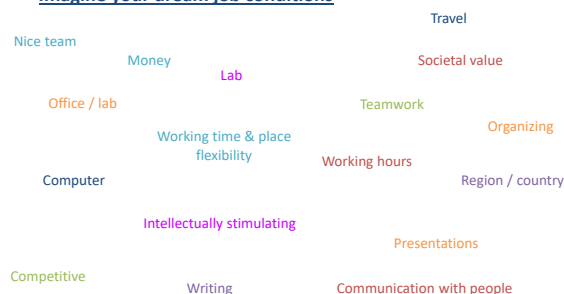 Imagine your dream job conditions
Travel
Nice team
Money
Societal value
Lab
Office / lab
Teamwork
Organizing
Working time & place
flexibility
Working hours
Computer
Region / country
Intellectually stimulating
Presentations
Competitive
Writing
Communication with people